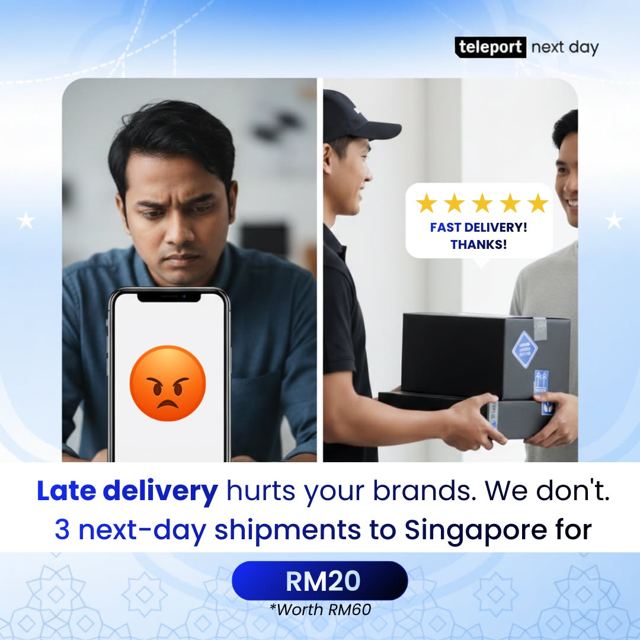 teleport next day
FAST DELIVERY!
THANKS!
Late delivery hurts your brands. We don't.
3 next-day shipments to Singapore for
RM20
*Worth RM60